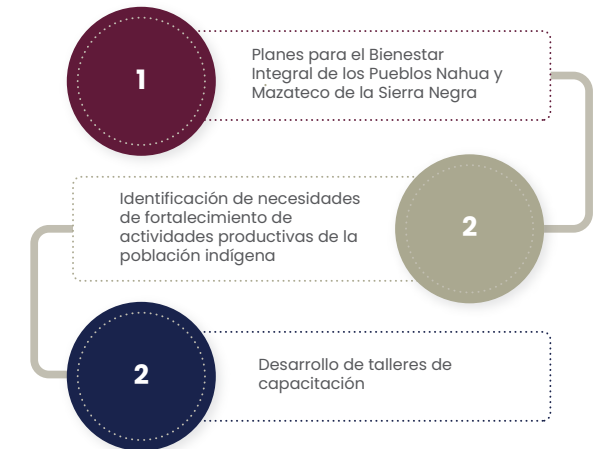 1
Planes para el Bienestar
Integral de los Pueblos Nahua y
Mazateco de la Sierra Negra
Identificación de necesidades
de fortalecimiento de
actividades productivas de la
población indígena
2
2
Desarrollo de talleres de
capacitación